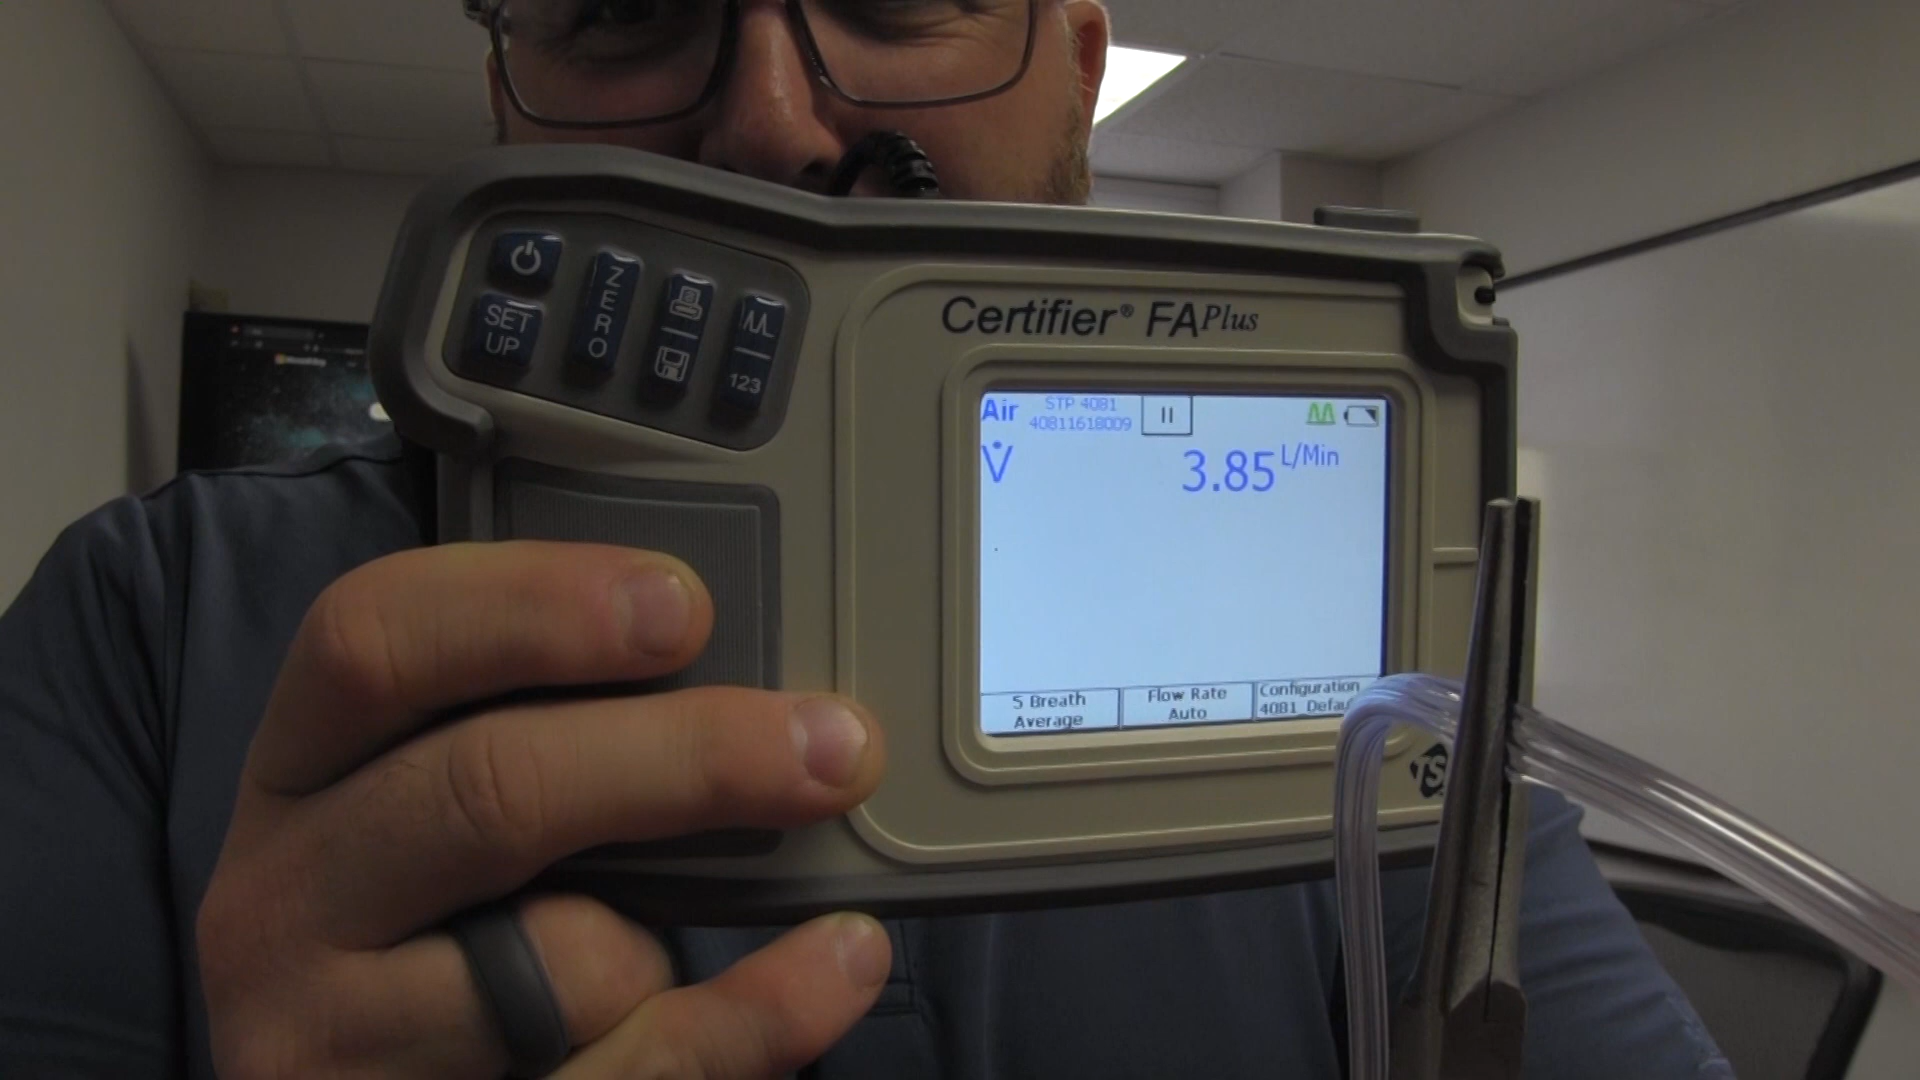 SET
UP
ZERO
123
Certifier® FAPlus
Air
STP 4081
40811618009
V̇
3.85 L/Min
5 Breath
Average
Flow Rate
Auto
Configuration
4081